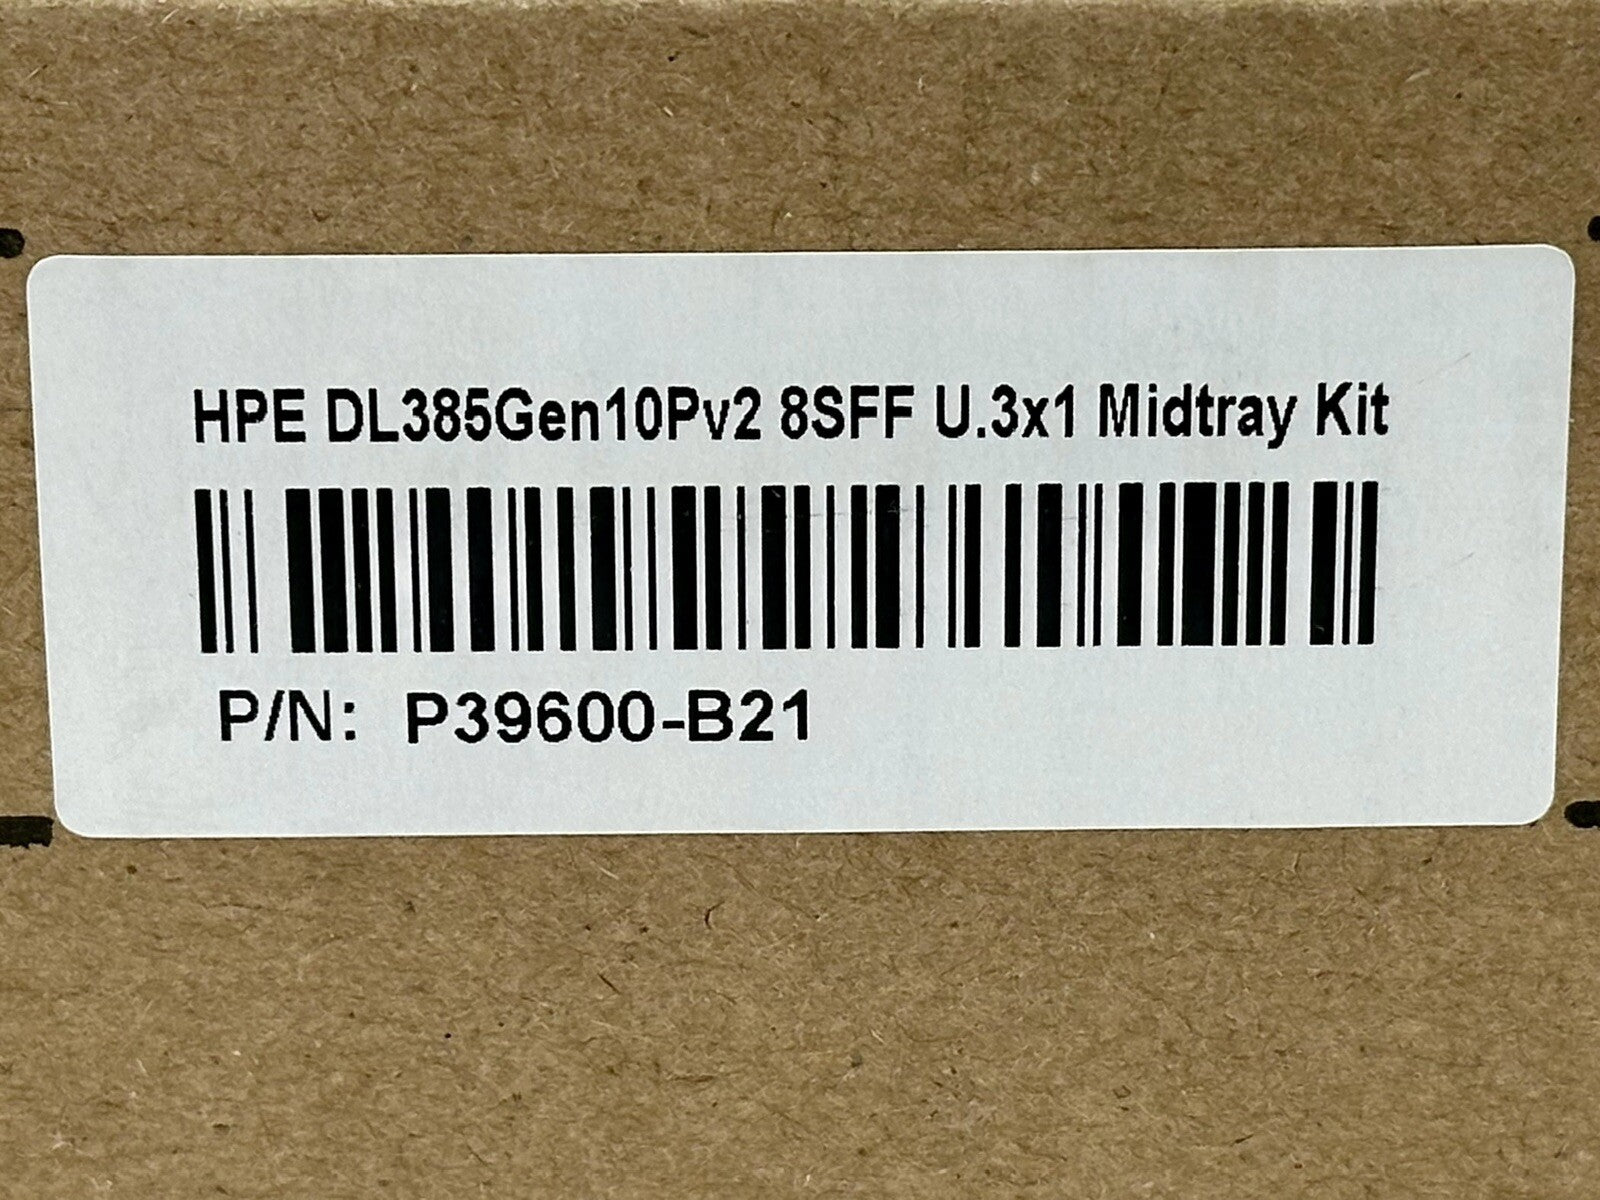 HPE DL385Gen10Pv2 8SFF U.3x1 Midtray Kit
P/N: P39600-B21